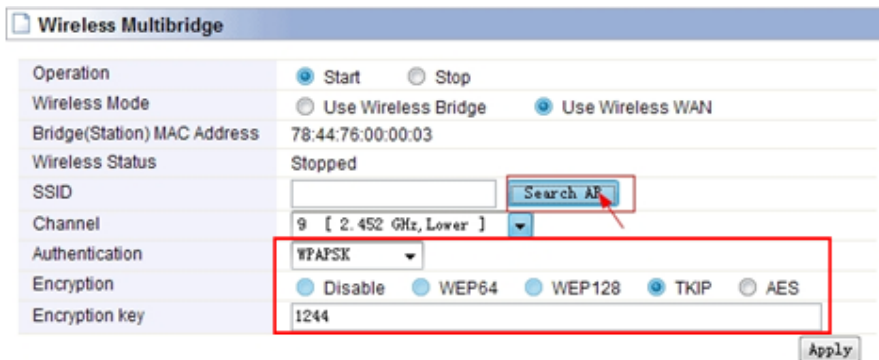 Wireless Multibridge
Operation Start Stop
Wireless Mode Use Wireless Bridge Use Wireless WAN
Bridge(Station) MAC Address 78:44:76:00:00:03
Wireless Status Stopped
SSID Search AP
Channel 9 [ 2.452 GHz, Lower ]
Authentication WPAPSK
Encryption Disable WEP64 WEP128 TKIP AES
Encryption key 1244
Apply